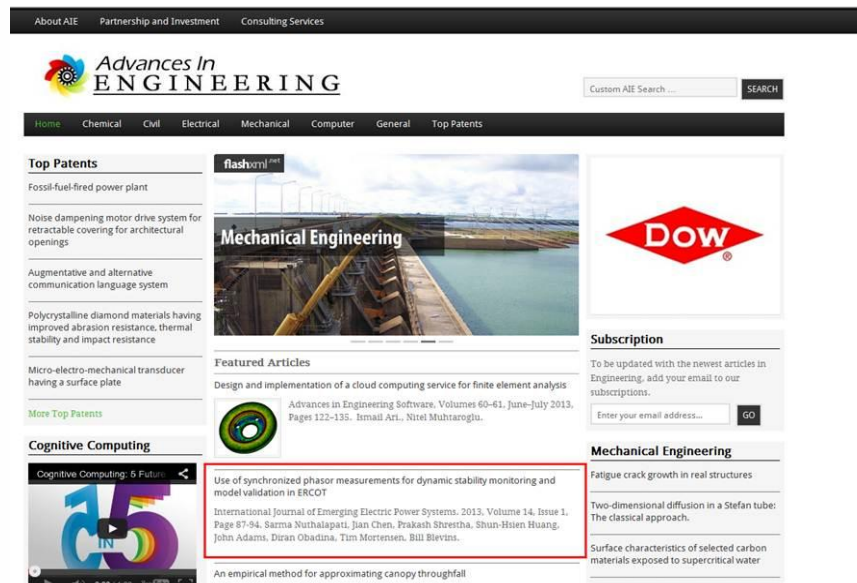 About AIE Partnership and Investment Consulting Services
Advances In
ENGINEERING
Custom AIE Search ... SEARCH
Home Chemical Civil Electrical Mechanical Computer General Top Patents
Top Patents
Fossil-fuel-fired power plant
Noise dampening motor drive system for
retractable covering for architectural
openings
Augmentative and alternative
communication language system
Polycrystalline diamond materials having
improved abrasion resistance, thermal
stability and impact resistance
Micro-electro-mechanical transducer
having a surface plate
More Top Patents
Cognitive Computing
Cognitive Computing: 5 Future
5
IN
flashxml.net
Mechanical Engineering
Featured Articles
Design and implementation of a cloud computing service for finite element analysis
Advances in Engineering Software, Volumes 60–61, June–July 2013,
Pages 122–135. Ismail Ari., Nitel Muhtaroglu.
Use of synchronized phasor measurements for dynamic stability monitoring and
model validation in ERCOT
International Journal of Emerging Electric Power Systems. 2013, Volume 14, Issue 1,
Page 87-94. Sarma Nuthalapati, Jian Chen, Prakash Shrestha, Shun-Hsien Huang,
John Adams, Diran Obadina, Tim Mortensen, Bill Blevins.
An empirical method for approximating canopy throughfall
DOW
®
Subscription
To be updated with the newest articles in
Engineering, add your email to our
subscriptions.
Enter your email address... GO
Mechanical Engineering
Fatigue crack growth in real structures
Two-dimensional diffusion in a Stefan tube:
The classical approach.
Surface characteristics of selected carbon
materials exposed to supercritical water